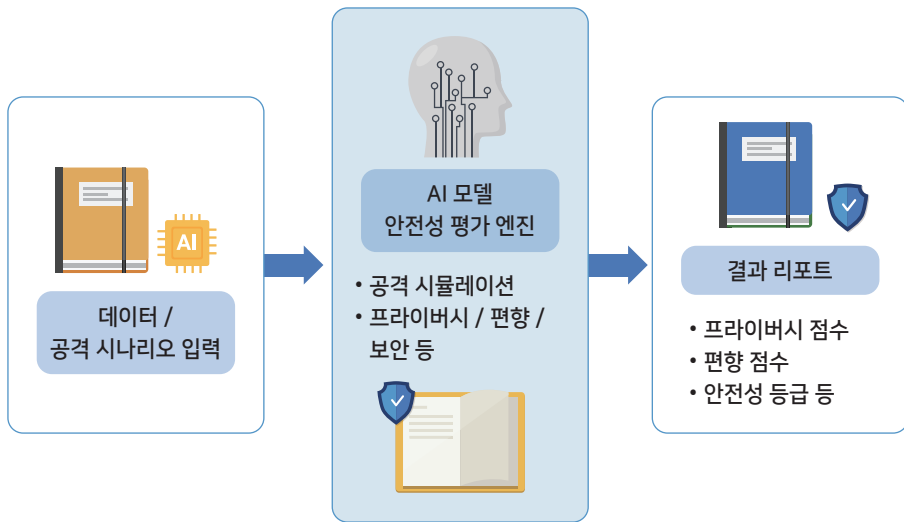 AI
데이터 /
공격 시나리오 입력
AI 모델
안전성 평가 엔진
• 공격 시뮬레이션
• 프라이버시 / 편향 /
보안 등
결과 리포트
• 프라이버시 점수
• 편향 점수
• 안전성 등급 등